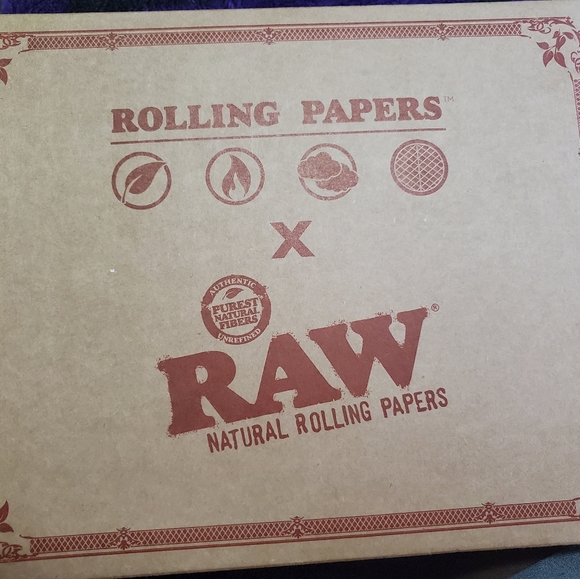 ROLLING PAPERS™
X
AUTHENTIC
PUREST
NATURAL
FIBERS
UNREFINED
RAW®
NATURAL ROLLING PAPERS